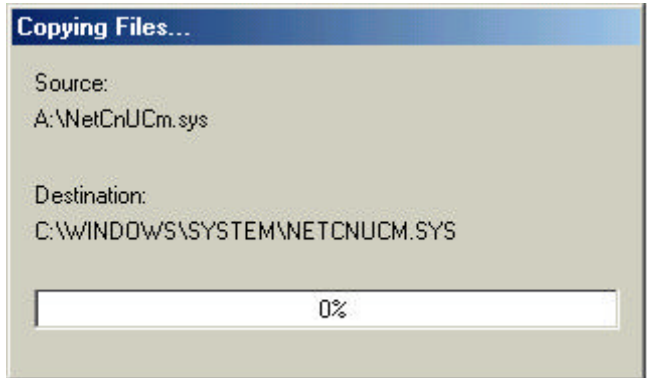 Copying Files...
Source:
A:\NetCnUCm.sys
Destination:
C:\WINDOWS\SYSTEM\NETCNUCM.SYS
0%